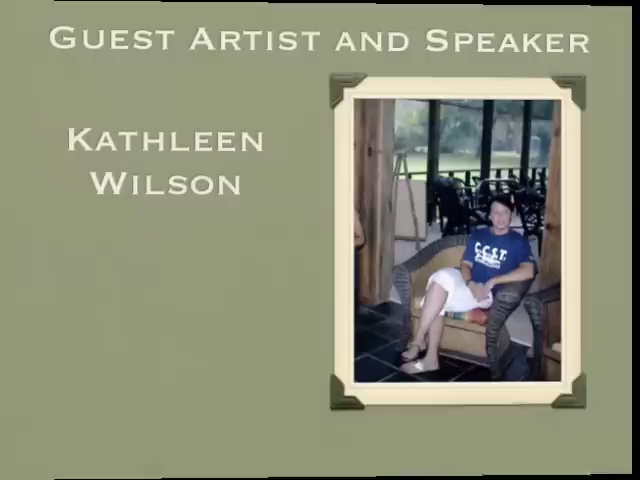 GUEST ARTIST AND SPEAKER
KATHLEEN
WILSON
C.C.S.T.